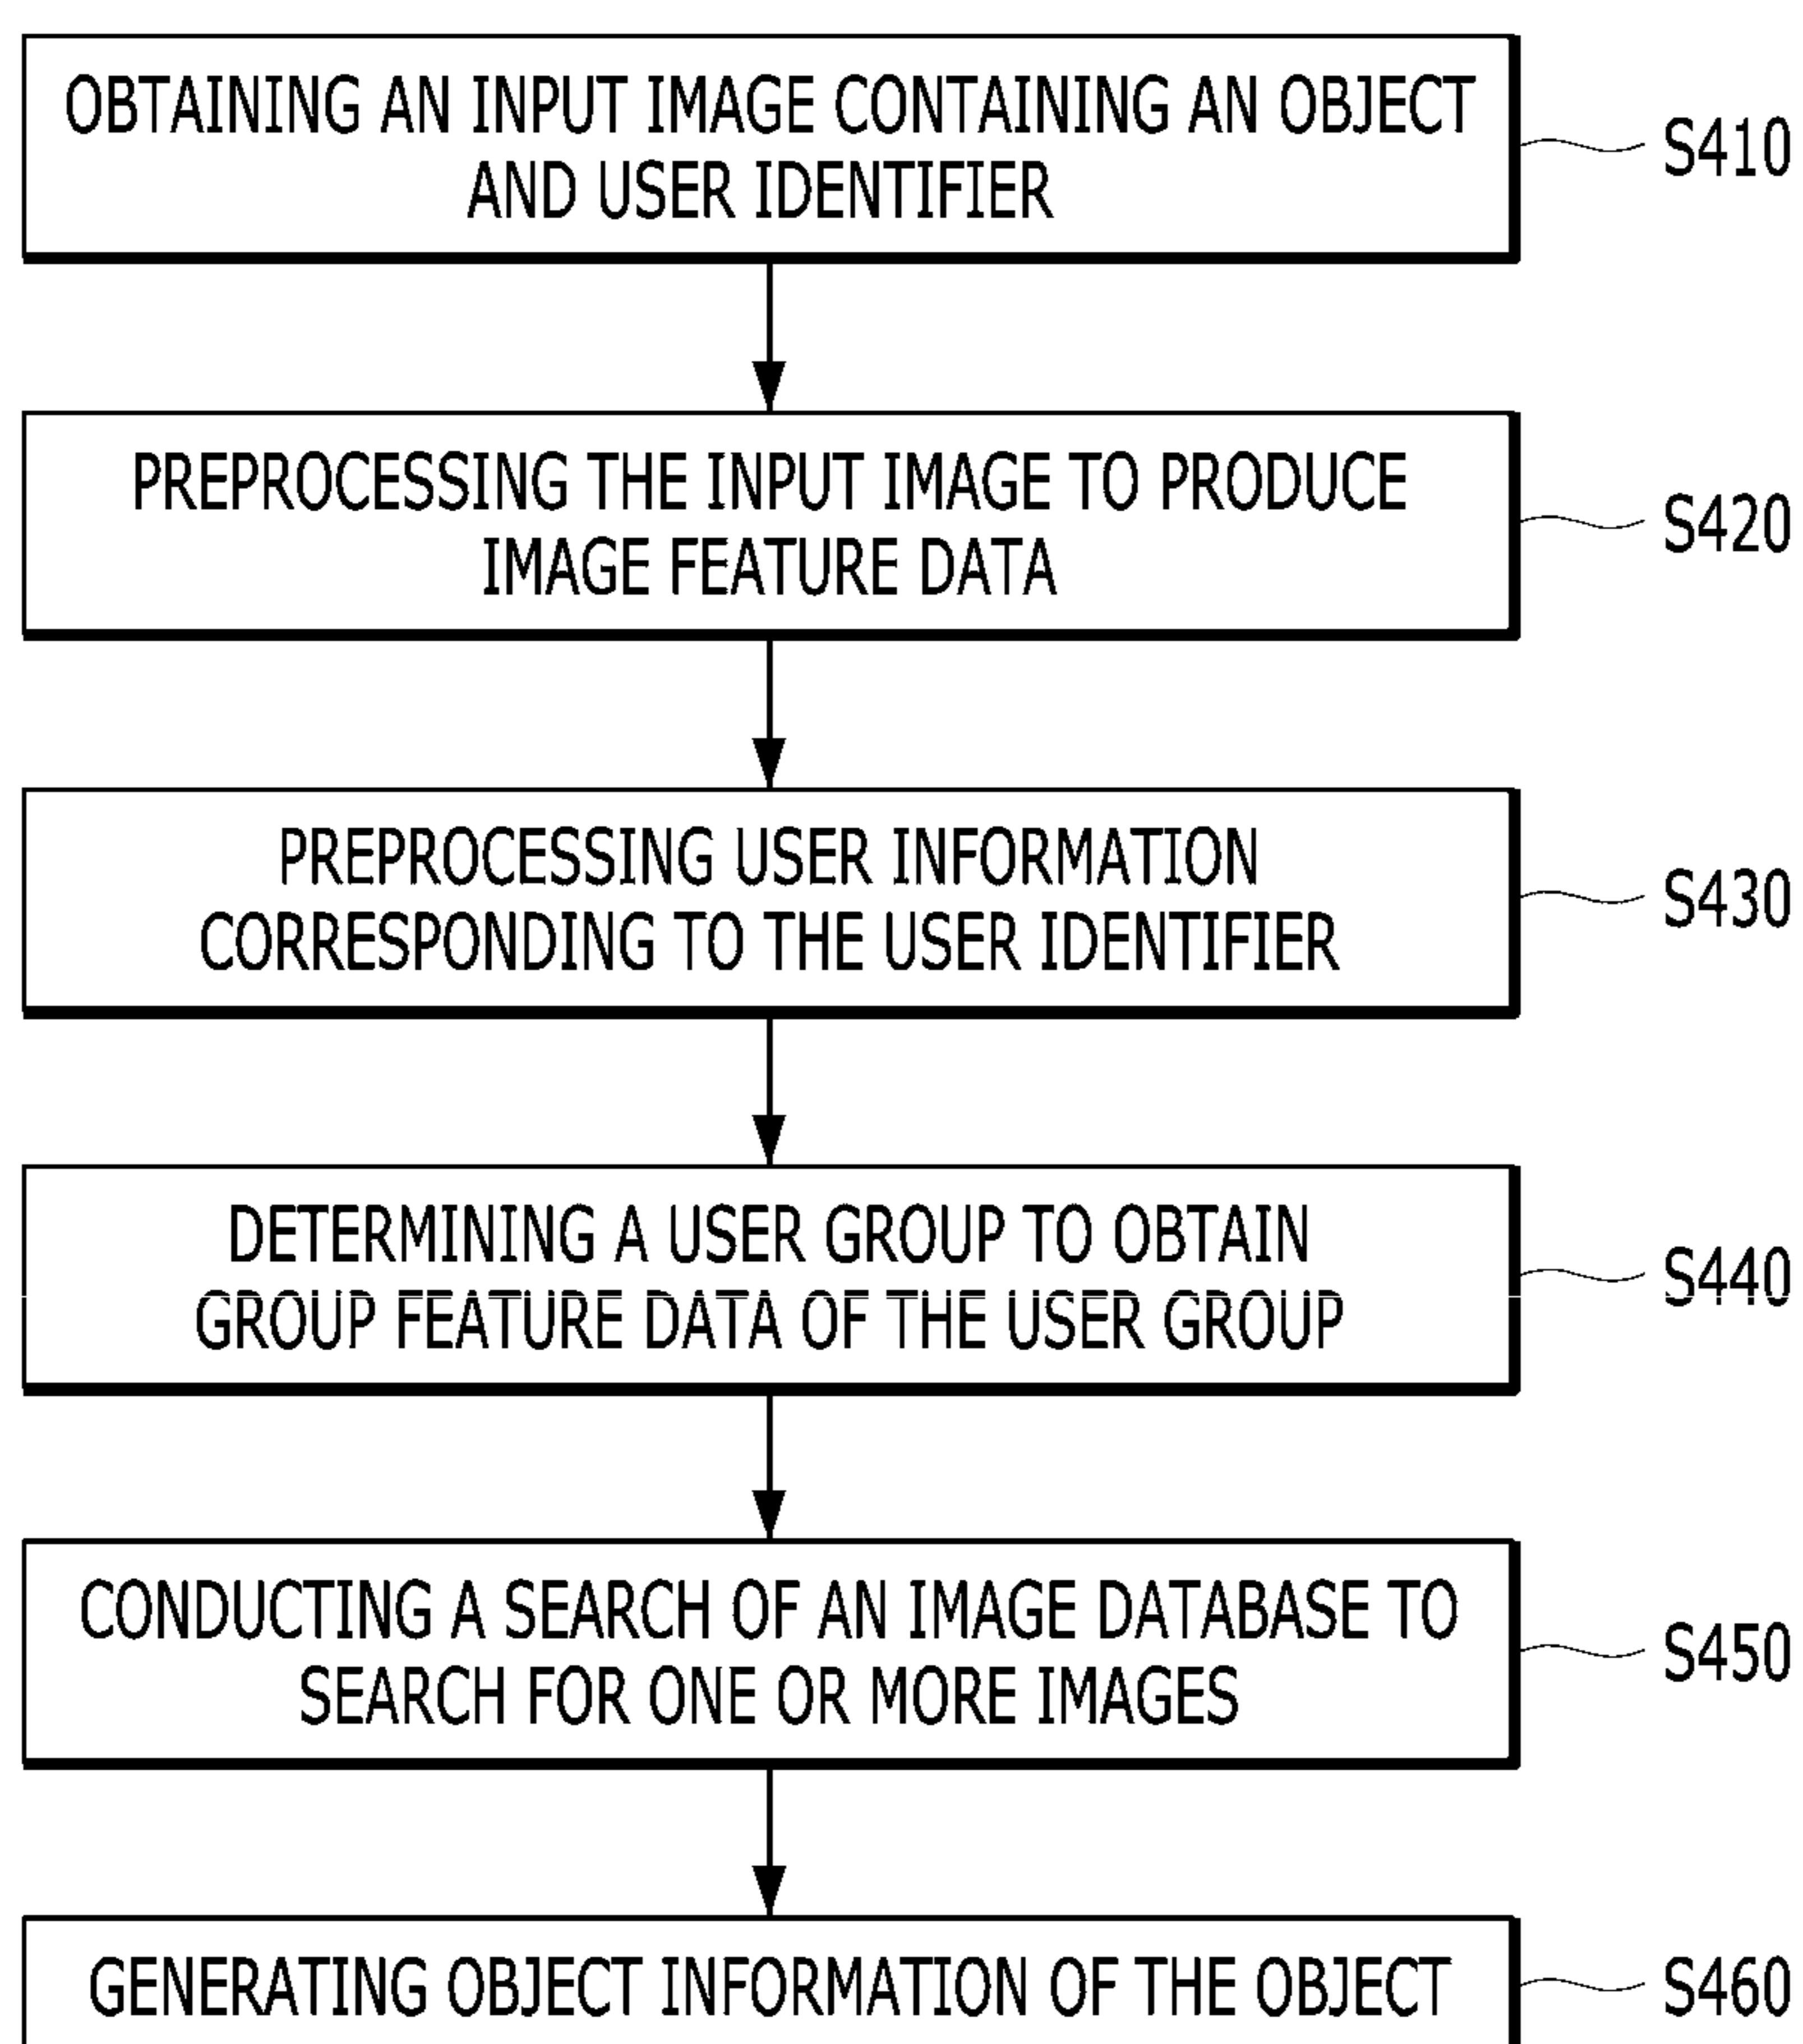 OBTAINING AN INPUT IMAGE CONTAINING AN OBJECT
AND USER IDENTIFIER
S410
PREPROCESSING THE INPUT IMAGE TO PRODUCE
IMAGE FEATURE DATA
S420
PREPROCESSING USER INFORMATION
CORRESPONDING TO THE USER IDENTIFIER
S430
DETERMINING A USER GROUP TO OBTAIN
GROUP FEATURE DATA OF THE USER GROUP
S440
CONDUCTING A SEARCH OF AN IMAGE DATABASE TO
SEARCH FOR ONE OR MORE IMAGES
S450
GENERATING OBJECT INFORMATION OF THE OBJECT
S460